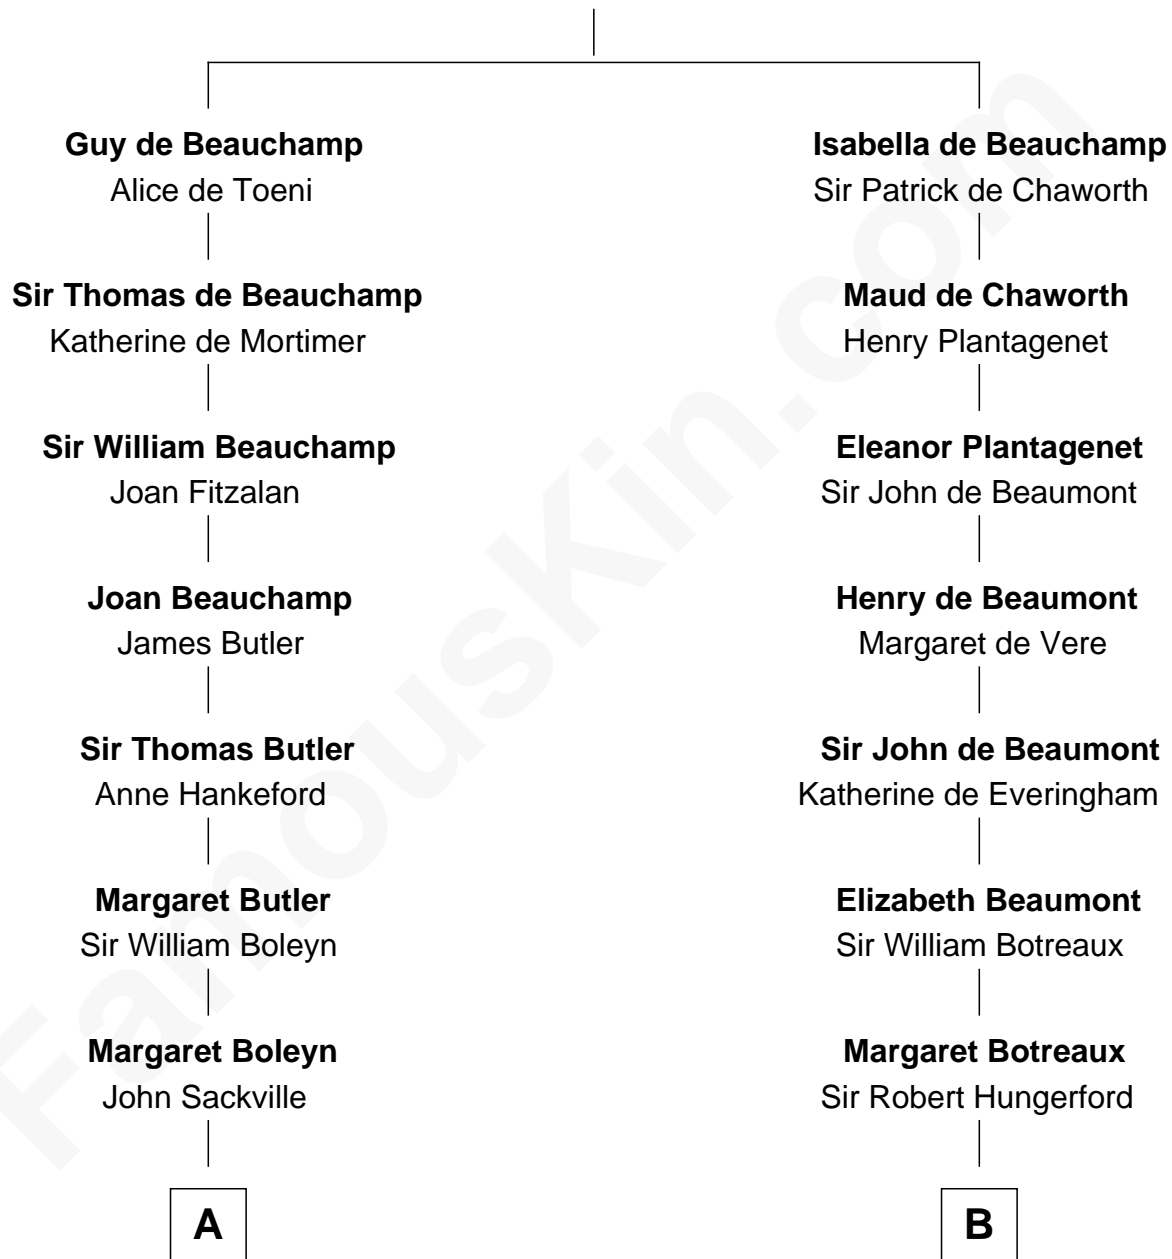 Guy de Beauchamp
Alice de Toeni
Isabella de Beauchamp
Sir Patrick de Chaworth
Sir Thomas de Beauchamp
Katherine de Mortimer
Maud de Chaworth
Henry Plantagenet
Sir William Beauchamp
Joan Fitzalan
Eleanor Plantagenet
Sir John de Beaumont
Joan Beauchamp
James Butler
Henry de Beaumont
Margaret de Vere
Sir Thomas Butler
Anne Hankeford
Sir John de Beaumont
Katherine de Everingham
Margaret Butler
Sir William Boleyn
Elizabeth Beaumont
Sir William Botreaux
Margaret Boleyn
John Sackville
Margaret Botreaux
Sir Robert Hungerford
A
B
FamousKin.com